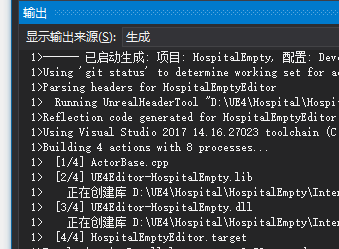 输出
显示输出来源(S): 生成
1>------ 已启动生成: 项目: HospitalEmpty, 配置: Deve
1>Using 'git status' to determine working set for ad
1>Parsing headers for HospitalEmptyEditor
1>  Running UnrealHeaderTool "D:\UE4\Hospital\Hosp
1>Reflection code generated for HospitalEmptyEditor
1>Using Visual Studio 2017 14.16.27023 toolchain (C
1>Building 4 actions with 8 processes...
1>  [1/4] ActorBase.cpp
1>  [2/4] UE4Editor-HospitalEmpty.lib
1>     正在创建库 D:\UE4\Hospital\HospitalEmpty\Inter
1>  [3/4] UE4Editor-HospitalEmpty.dll
1>     正在创建库 D:\UE4\Hospital\HospitalEmpty\Inter
1>  [4/4] HospitalEmptyEditor.target